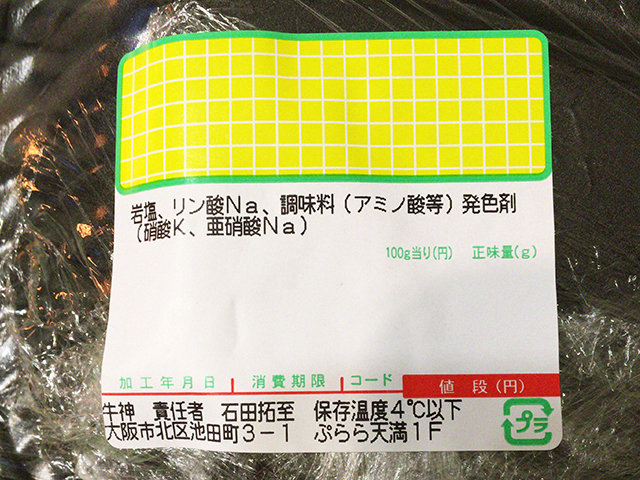 岩塩、リン酸Na、調味料(アミノ酸等)発色剤
(硝酸K、亜硝酸Na)
100g当り(円) 正味量(g)
加工年月日 消費期限 コード 値段(円)
牛神 責任者 石田拓至 保存温度4℃以下
大阪市北区池田町3-1 ぷらら天満1F
プラ